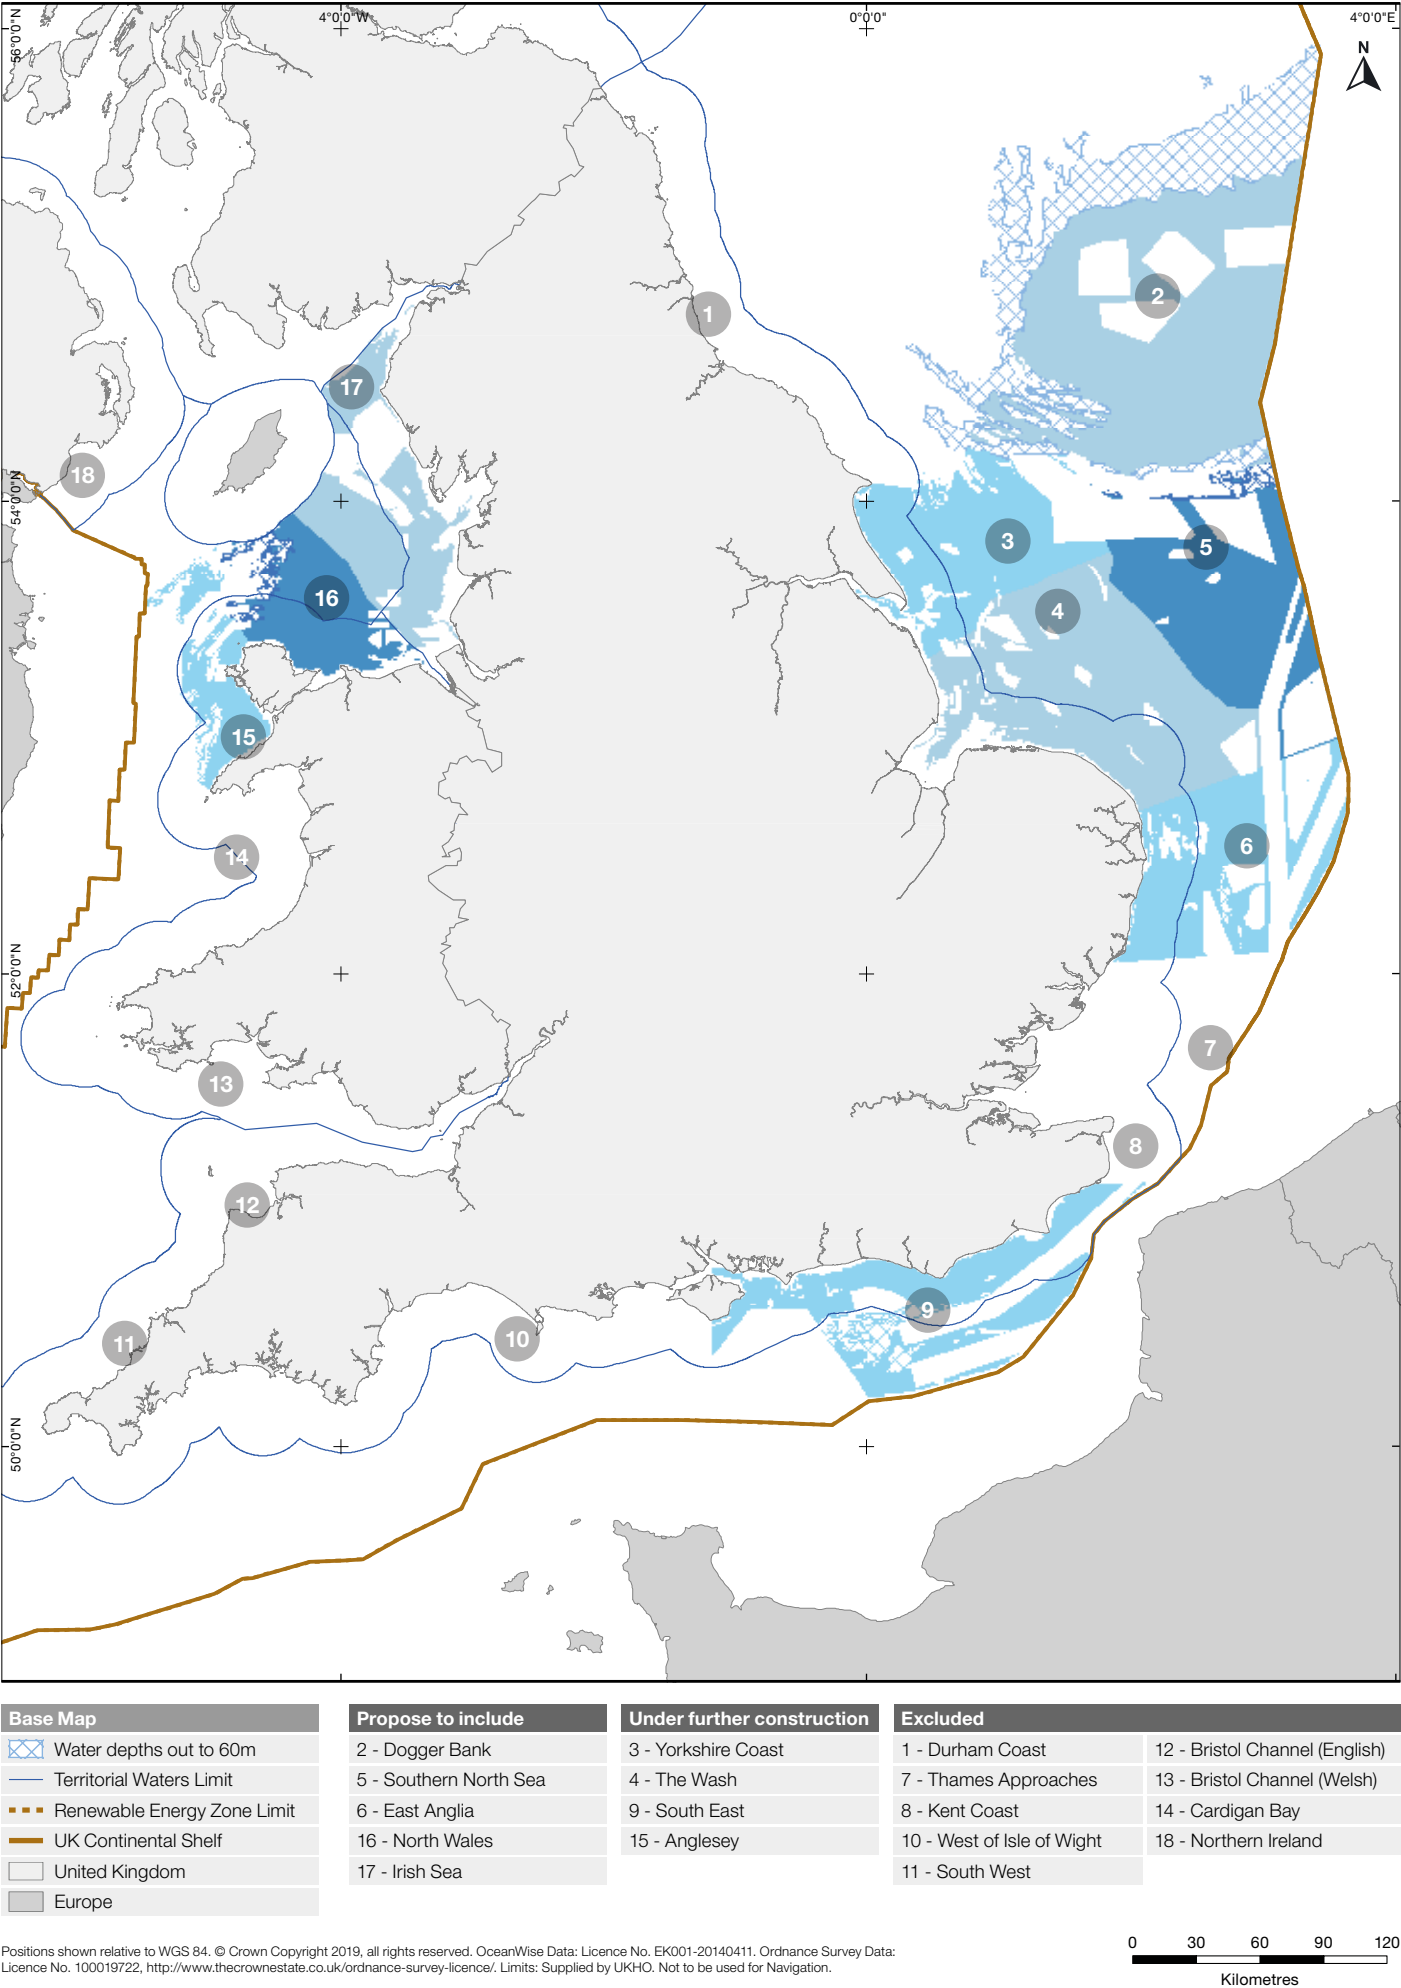 4°0'0"W
0°0'0"
4°0'0"E
56°0'0"N
N
2
1
17
18
54°0'0"N
3
5
16
4
15
6
14
52°0'0"N
7
13
8
12
9
10
11
50°0'0"N
Base Map
Water depths out to 60m
Territorial Waters Limit
Renewable Energy Zone Limit
UK Continental Shelf
United Kingdom
Europe
Propose to include
2 - Dogger Bank
5 - Southern North Sea
6 - East Anglia
16 - North Wales
17 - Irish Sea
Under further construction
3 - Yorkshire Coast
4 - The Wash
9 - South East
15 - Anglesey
Excluded
1 - Durham Coast
7 - Thames Approaches
8 - Kent Coast
10 - West of Isle of Wight
11 - South West
12 - Bristol Channel (English)
13 - Bristol Channel (Welsh)
14 - Cardigan Bay
18 - Northern Ireland
Positions shown relative to WGS 84. © Crown Copyright 2019, all rights reserved. OceanWise Data: Licence No. EK001-20140411. Ordnance Survey Data:
Licence No. 100019722, http://www.thecrownestate.co.uk/ordnance-survey-licence/. Limits: Supplied by UKHO. Not to be used for Navigation.
0 30 60 90 120
Kilometres